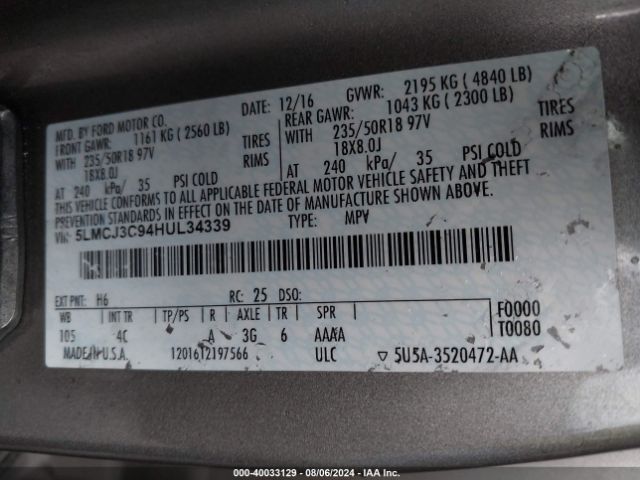 MFD. BY FORD MOTOR CO. DATE: 12/16 GVWR: 2195 KG ( 4840 LB)
FRONT GAWR: 1161 KG ( 2560 LB) REAR GAWR: 1043 KG ( 2300 LB)
WITH 235/50R18 97V TIRES WITH 235/50R18 97V TIRES
18X8.0J RIMS 18X8.0J RIMS
AT 240 kPa/ 35 PSI COLD AT 240 kPa/ 35 PSI COLD
THIS VEHICLE CONFORMS TO ALL APPLICABLE FEDERAL MOTOR VEHICLE SAFETY AND THEFT PREVENTION
STANDARDS IN EFFECT ON THE DATE OF MANUFACTURE SHOWN ABOVE.
VIN: 5LMCJ3C94HUL34339 TYPE: MPV
EXT PNT: H6 RC: 25 DSO:
WB INT TR TP/PS R AXLE TR SPR F0000
105 4C A 3G 6 AAAA T0080
MADE IN U.S.A. 12016T2197566 ULC ▽ 5U5A-3520472-AA
000-40033129 - 08/06/2024 - IAA Inc.